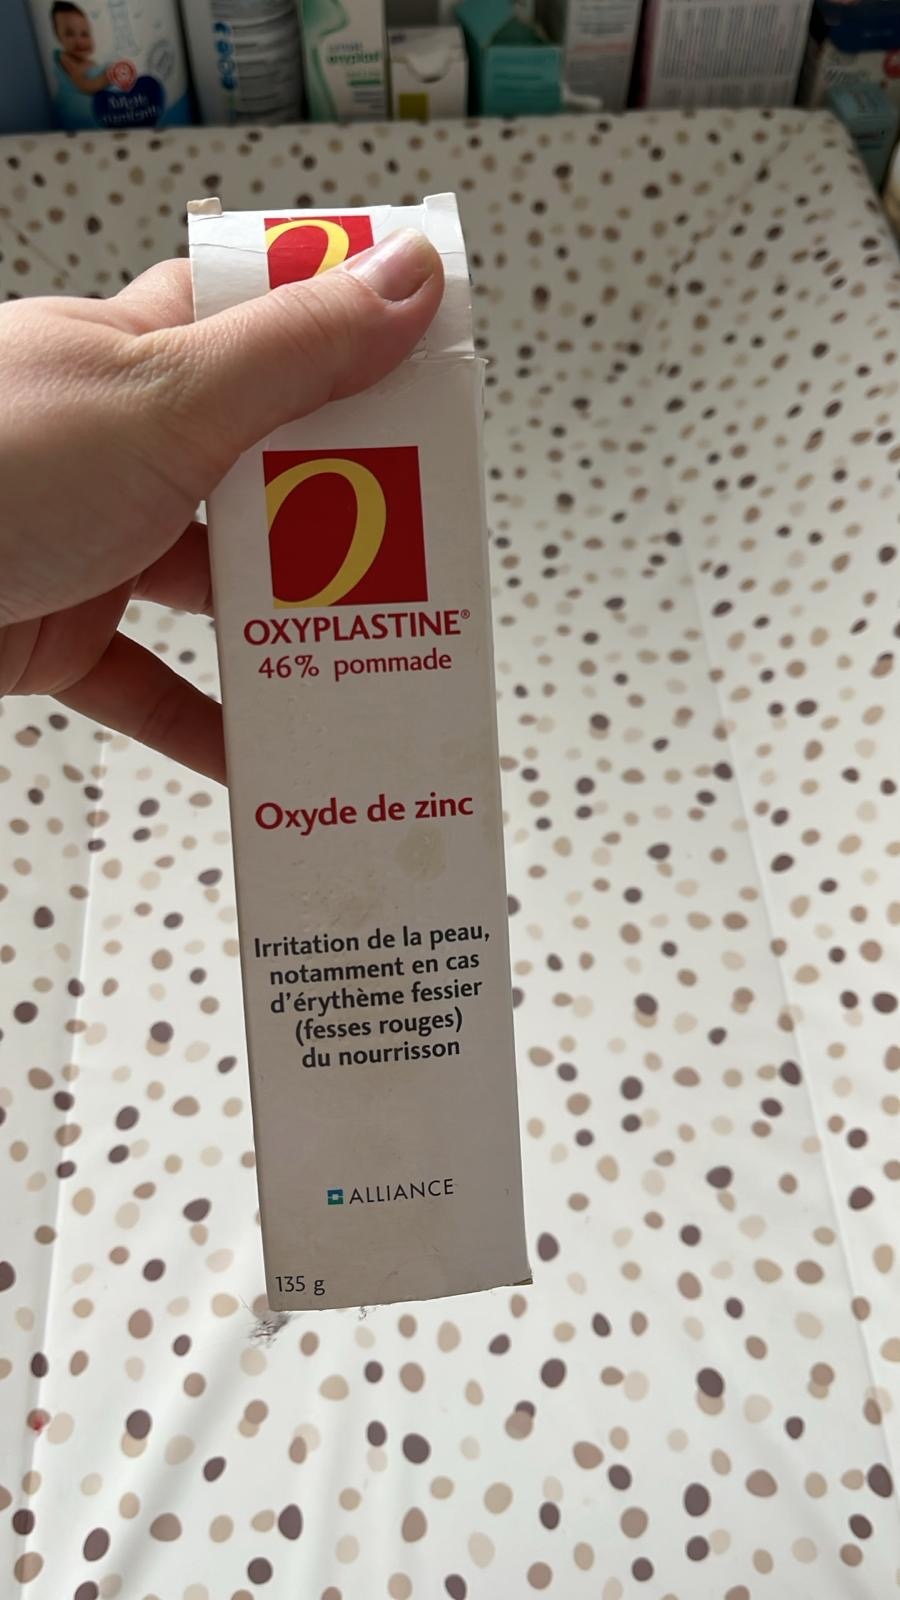 OXYPLASTINE®
46% pommade
Oxyde de zinc
Irritation de la peau,
notamment en cas
d'érythème fessier
(fesses rouges)
du nourrisson
ALLIANCE
135 g